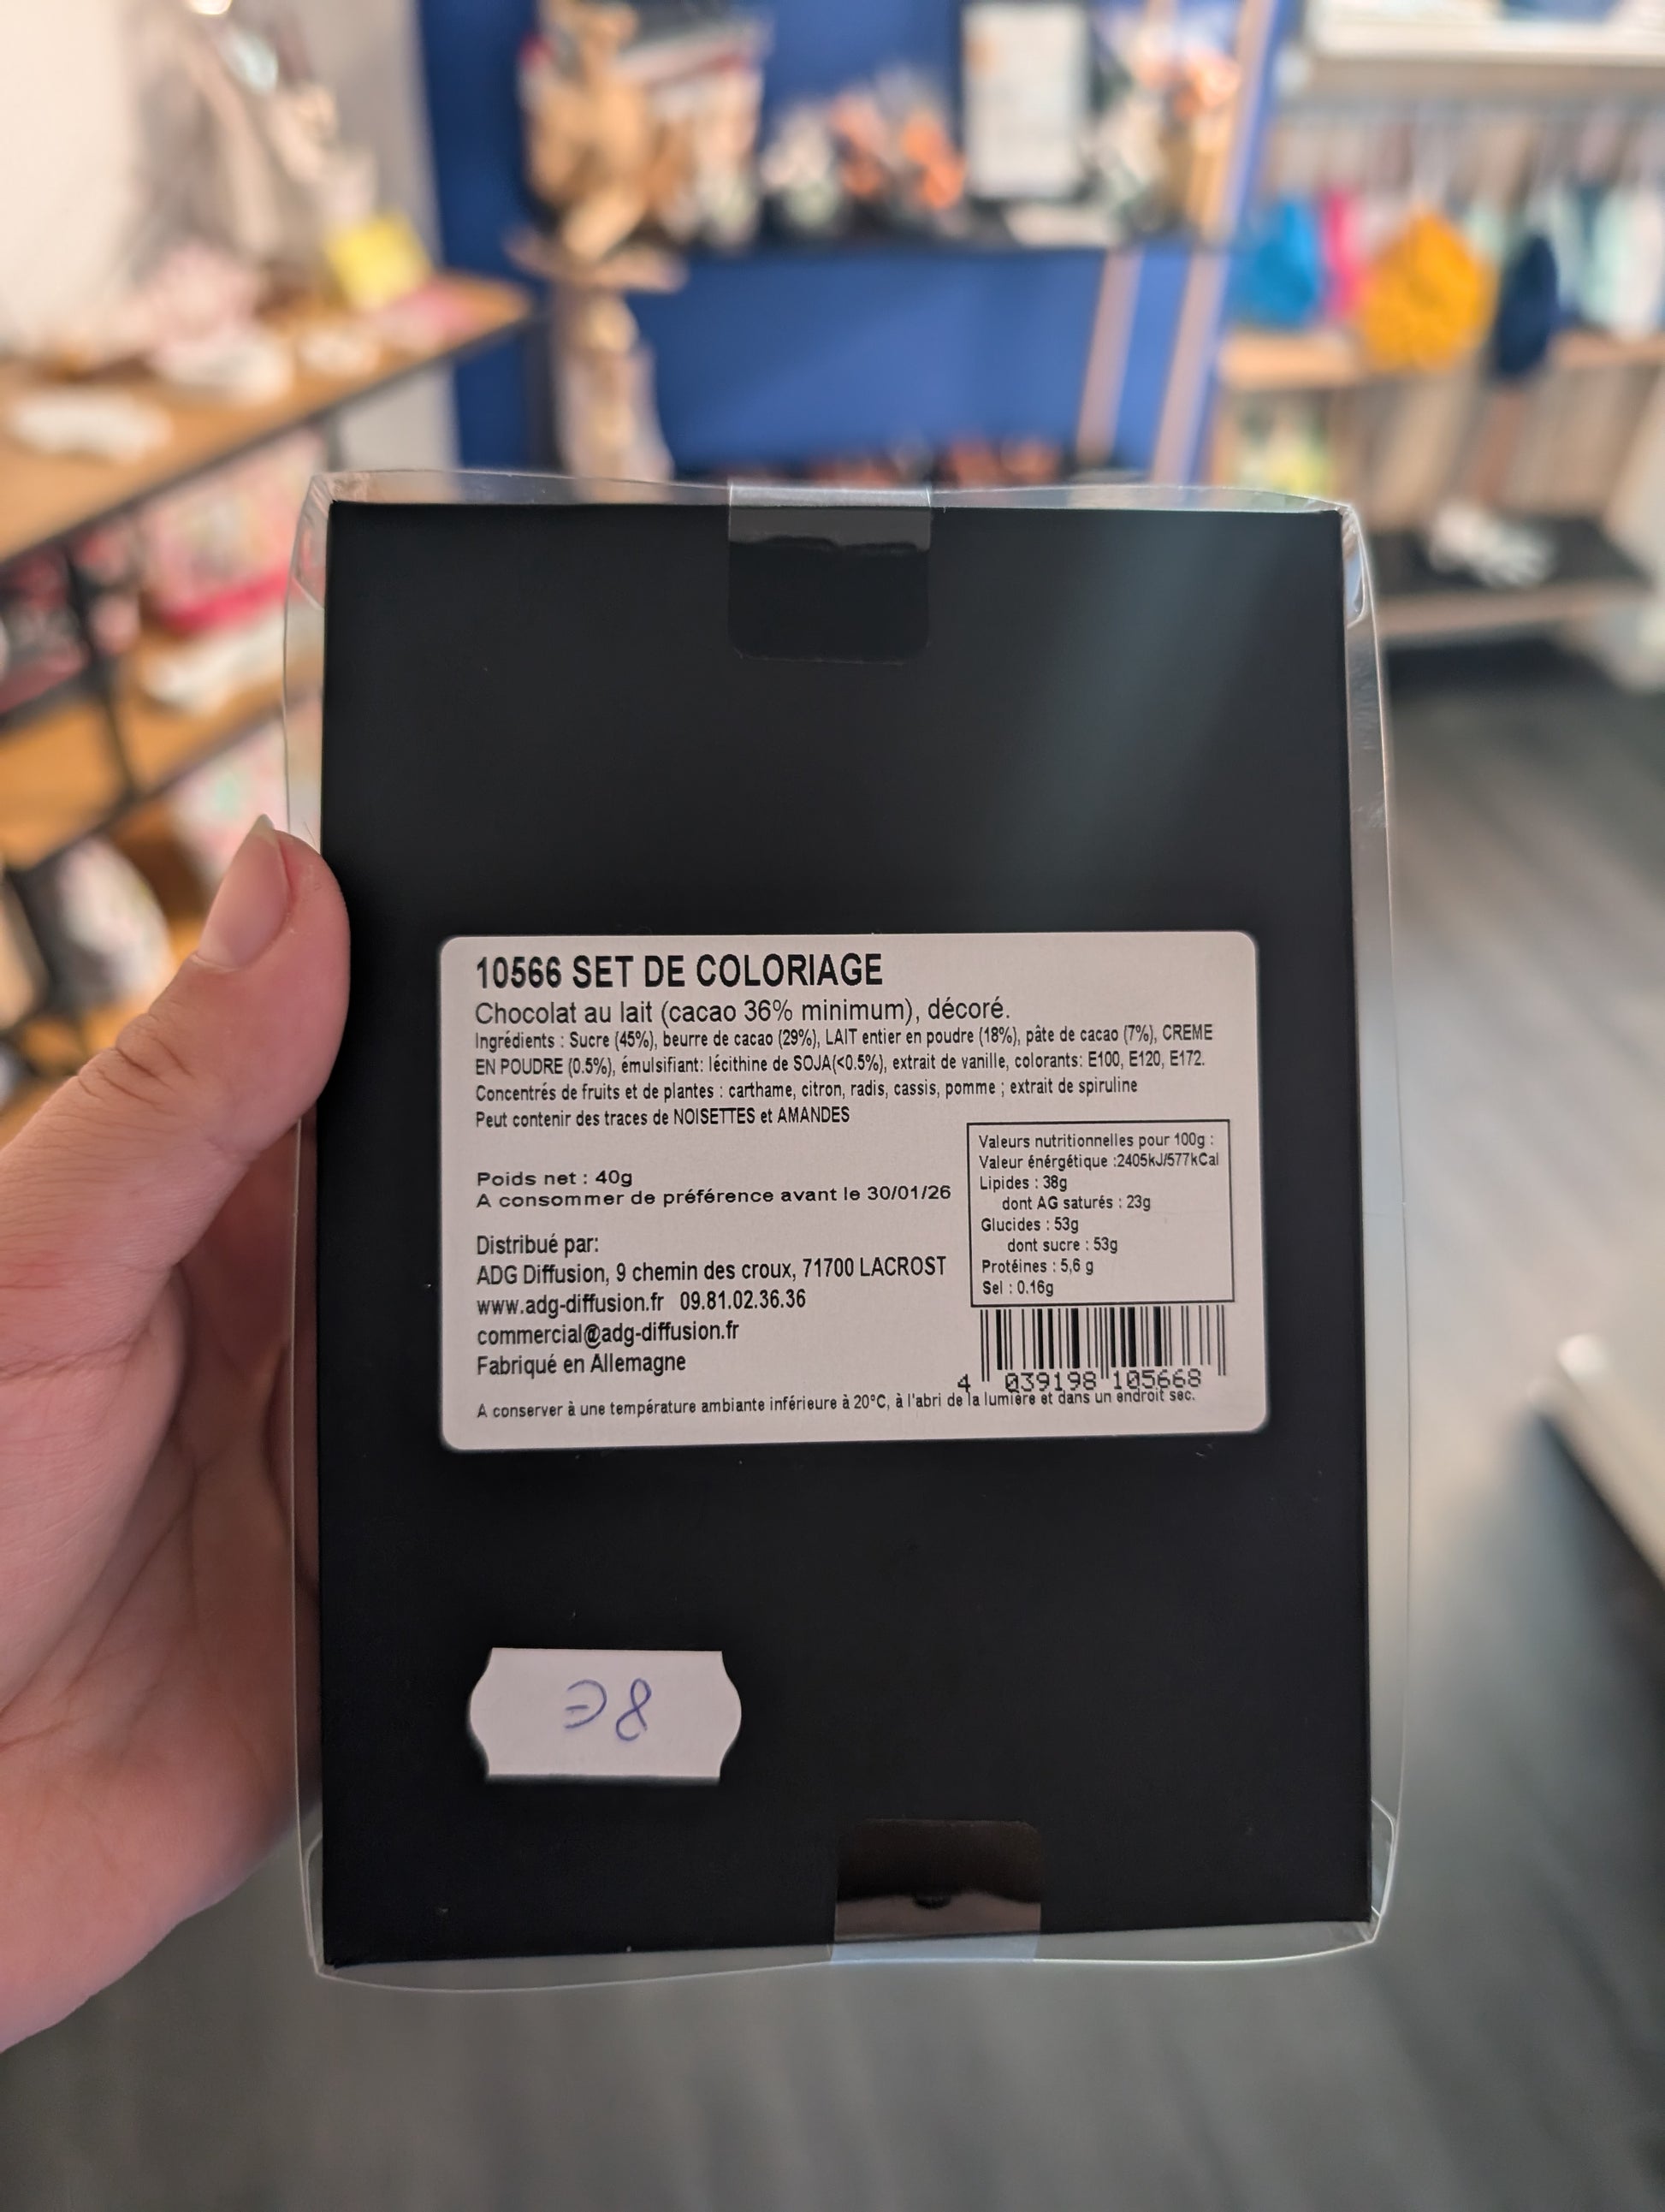 10566 SET DE COLORIAGE
Chocolat au lait (cacao 36% minimum), décoré.
Ingrédients : Sucre (45%), beurre de cacao (29%), LAIT entier en poudre (18%), pâte de cacao (7%), CREME
EN POUDRE (0.5%), émulsifiant: lécithine de SOJA(<0.5%), extrait de vanille, colorants: E100, E120, E172.
Concentrés de fruits et de plantes : carthame, citron, radis, cassis, pomme ; extrait de spiruline
Peut contenir des traces de NOISETTES et AMANDES
Poids net : 40g
A consommer de préférence avant le 30/01/26
Distribué par:
ADG Diffusion, 9 chemin des croux, 71700 LACROST
www.adg-diffusion.fr 09.81.02.36.36
commercial@adg-diffusion.fr
Fabriqué en Allemagne
Valeurs nutritionnelles pour 100g :
Valeur énérgétique :2405kJ/577kCal
Lipides : 38g
dont AG saturés : 23g
Glucides : 53g
dont sucre : 53g
Protéines : 5,6 g
Sel : 0.16g
4 039198 105668
A conserver à une température ambiante inférieure à 20°C, à l'abri de la lumière et dans un endroit sec.
8€